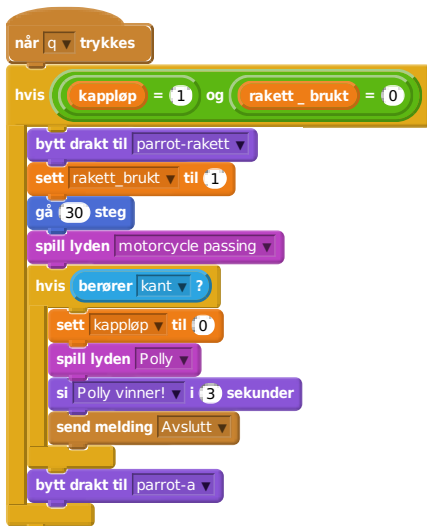 når q trykkes
hvis kappløp = 1 og rakett _ brukt = 0
bytt drakt til parrot-rakett
sett rakett_brukt til 1
gå 30 steg
spill lyden motorcycle passing
hvis berører kant ?
sett kappløp til 0
spill lyden Polly
si Polly vinner! i 3 sekunder
send melding Avslutt
bytt drakt til parrot-a